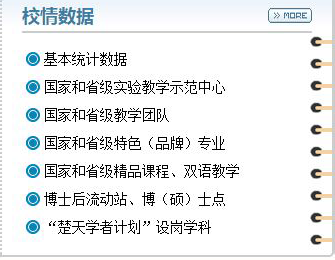 校情数据
MORE
基本统计数据
国家和省级实验教学示范中心
国家和省级教学团队
国家和省级特色（品牌）专业
国家和省级精品课程、双语教学
博士后流动站、博（硕）士点
“楚天学者计划”设岗学科